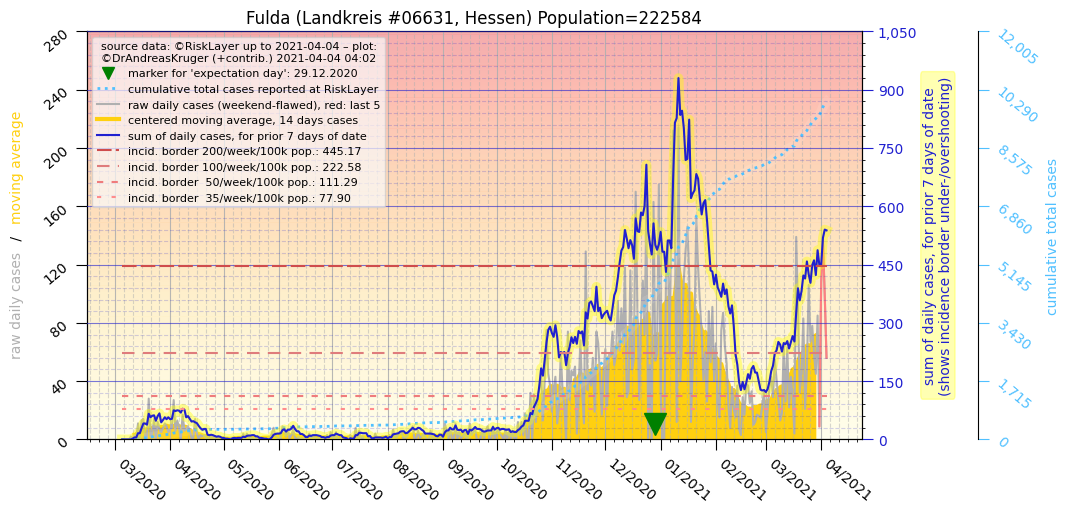 Fulda (Landkreis #06631, Hessen) Population=222584
source data: ©RiskLayer up to 2021-04-04 – plot:
©DrAndreasKruger (+contrib.) 2021-04-04 04:02
marker for 'expectation day': 29.12.2020
cumulative total cases reported at RiskLayer
raw daily cases (weekend-flawed), red: last 5
centered moving average, 14 days cases
sum of daily cases, for prior 7 days of date
incid. border 200/week/100k pop.: 445.17
incid. border 100/week/100k pop.: 222.58
incid. border  50/week/100k pop.: 111.29
incid. border  35/week/100k pop.: 77.90
raw daily cases  /  moving average
280
240
200
160
120
80
40
0
03/2020
04/2020
05/2020
06/2020
07/2020
08/2020
09/2020
10/2020
11/2020
12/2020
01/2021
02/2021
03/2021
04/2021
1,050
900
750
600
450
300
150
0
sum of daily cases, for prior 7 days of date
(shows incidence border under-/overshooting)
12,005
10,290
8,575
6,860
5,145
3,430
1,715
0
cumulative total cases